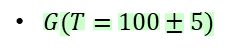 • G(T = 100 ± 5)